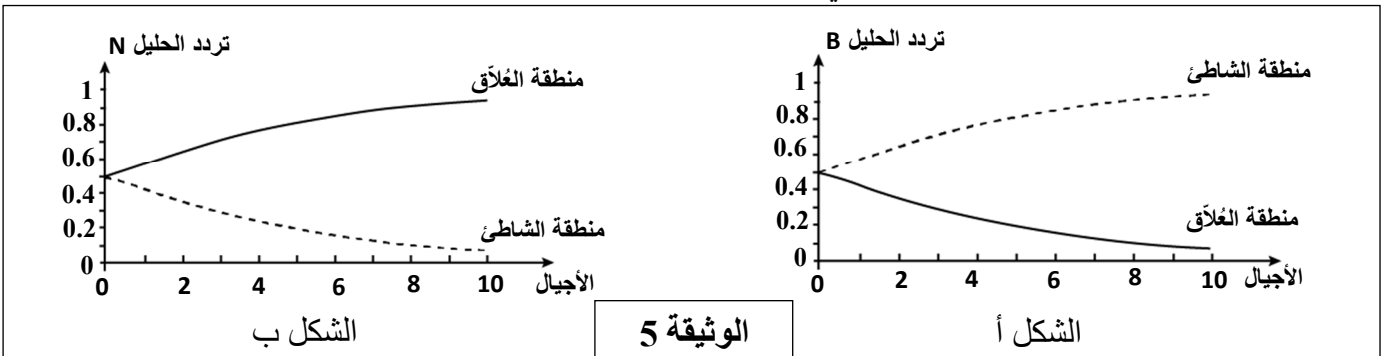 تردد الحليل B
منطقة الشاطئ
1
0.8
0.6
0.4
0.2
0
منطقة العُلاّق
0 2 4 6 8 10 الأجيال
الشكل أ
تردد الحليل N
منطقة العُلاّق
1
0.8
0.6
0.4
0.2
0
منطقة الشاطئ
0 2 4 6 8 10 الأجيال
الشكل ب
الوثيقة 5